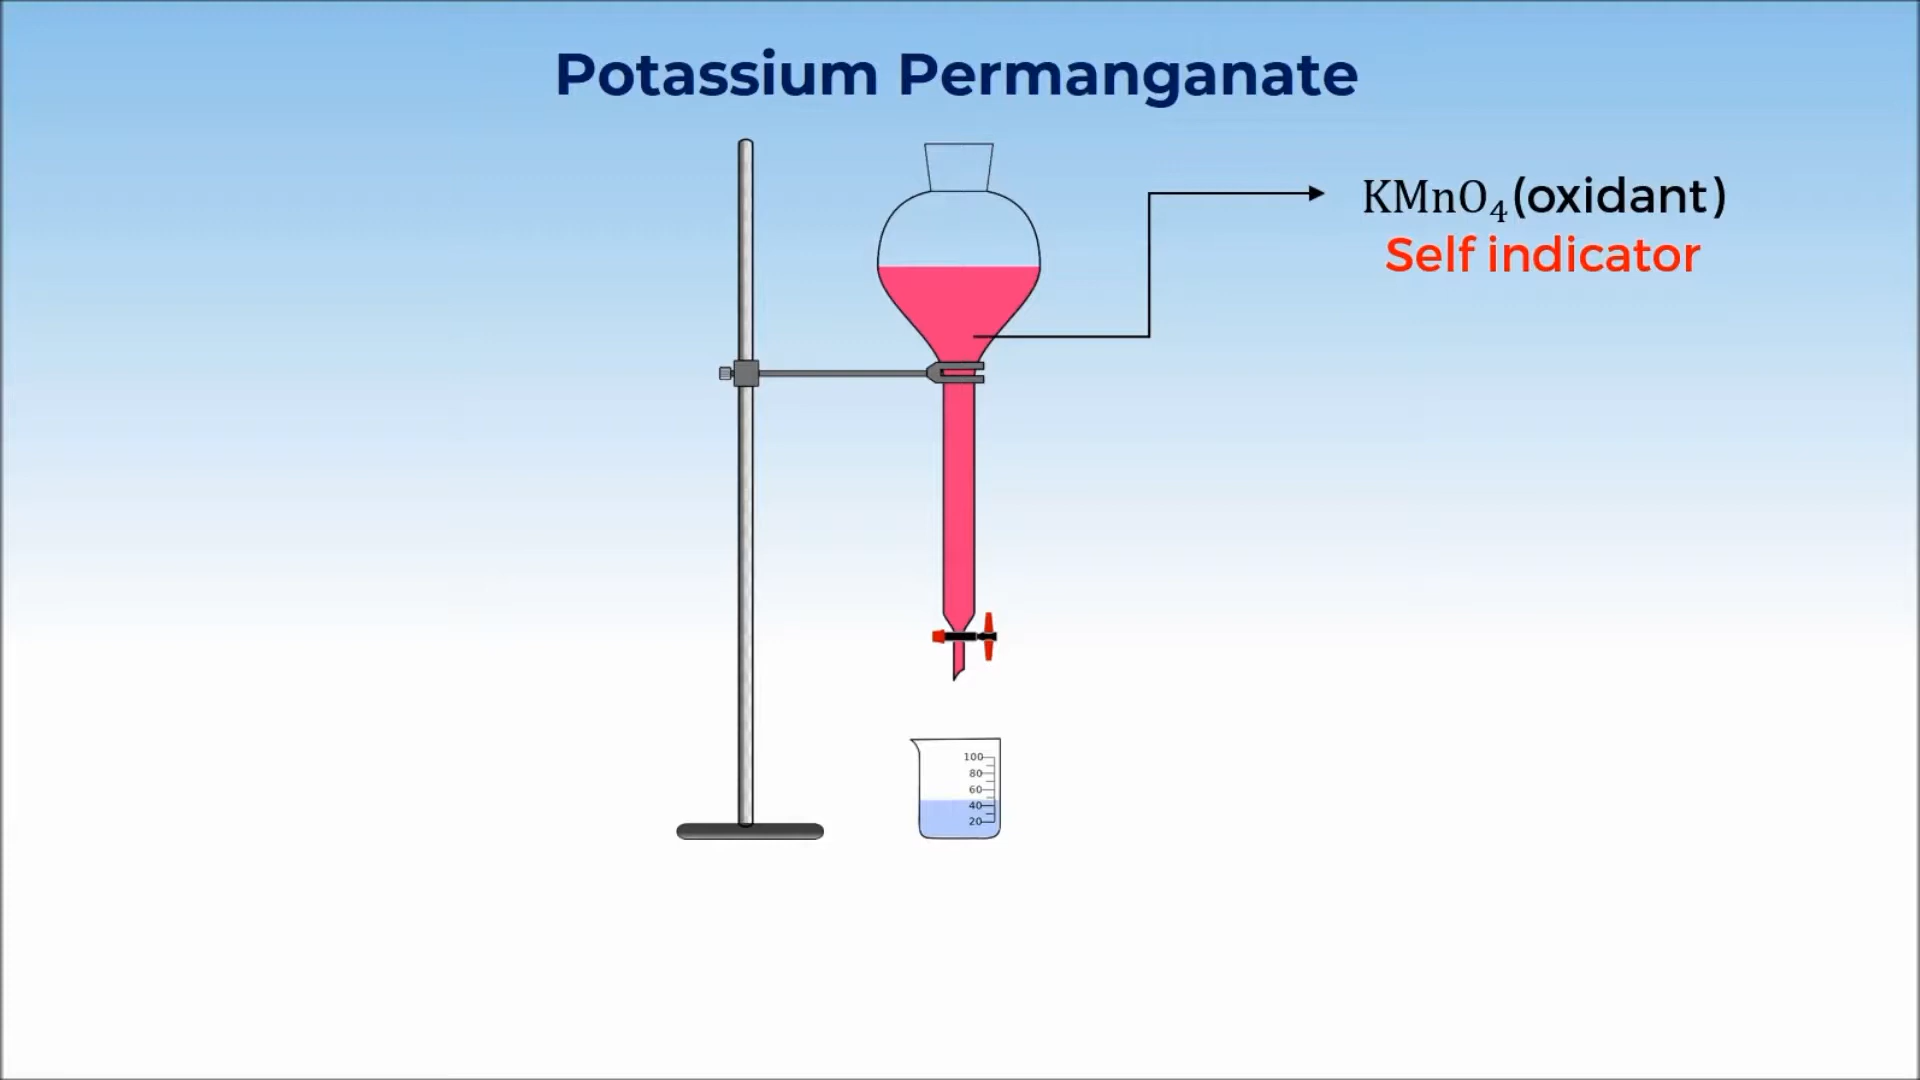 Potassium Permanganate
KMnO₄(oxidant)
Self indicator
100
80
60
40
20